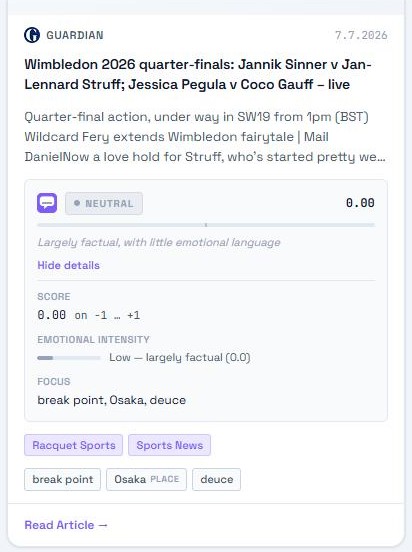 GUARDIAN
7.7.2026
Wimbledon 2026 quarter-finals: Jannik Sinner v Jan-
Lennard Struff; Jessica Pegula v Coco Gauff – live
Quarter-final action, under way in SW19 from 1pm (BST)
Wildcard Fery extends Wimbledon fairytale | Mail
DanielNow a love hold for Struff, who's started pretty we…
NEUTRAL
0.00
Largely factual, with little emotional language
Hide details
SCORE
0.00 on -1 … +1
EMOTIONAL INTENSITY
Low — largely factual (0.0)
FOCUS
break point, Osaka, deuce
Racquet Sports Sports News
break point Osaka PLACE deuce
Read Article →